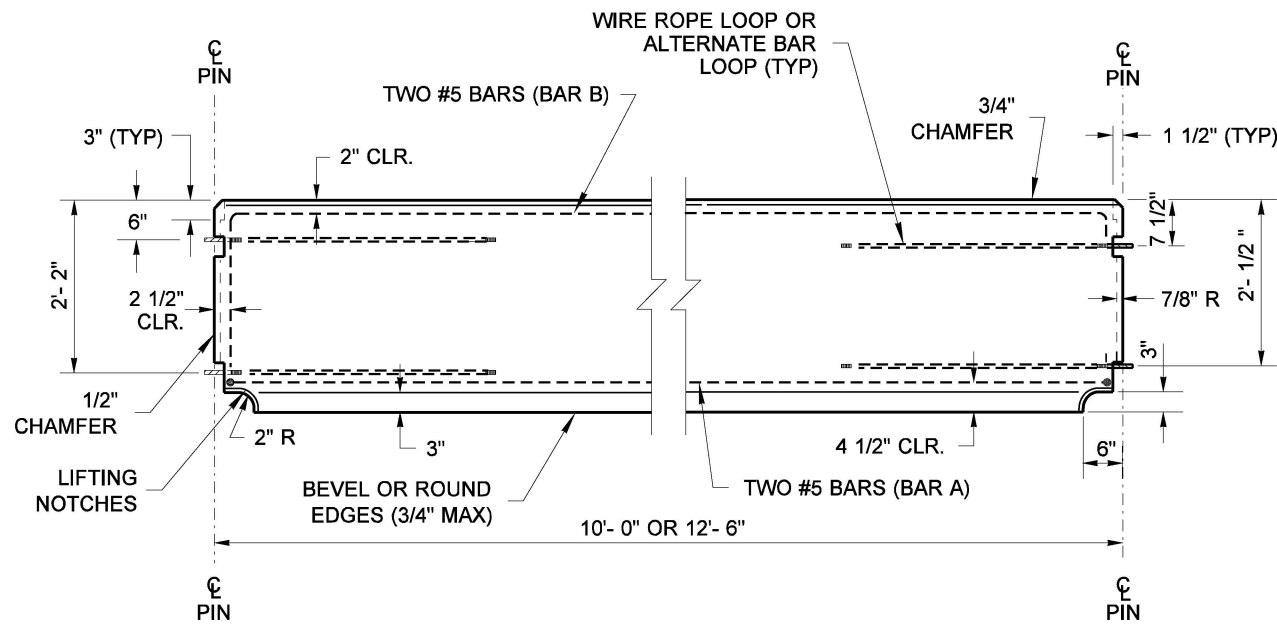 WIRE ROPE LOOP OR
ALTERNATE BAR
LOOP (TYP)
℄
PIN
℄
PIN
TWO #5 BARS (BAR B)
3/4"
CHAMFER
3" (TYP)
1 1/2" (TYP)
2" CLR.
6"
7 1/2"
2'- 2"
2'- 1/2 "
2 1/2"
CLR.
7/8" R
3"
1/2"
CHAMFER
2" R
3"
4 1/2" CLR.
6"
LIFTING
NOTCHES
BEVEL OR ROUND
EDGES (3/4" MAX)
TWO #5 BARS (BAR A)
10'- 0" OR 12'- 6"
℄
PIN
℄
PIN